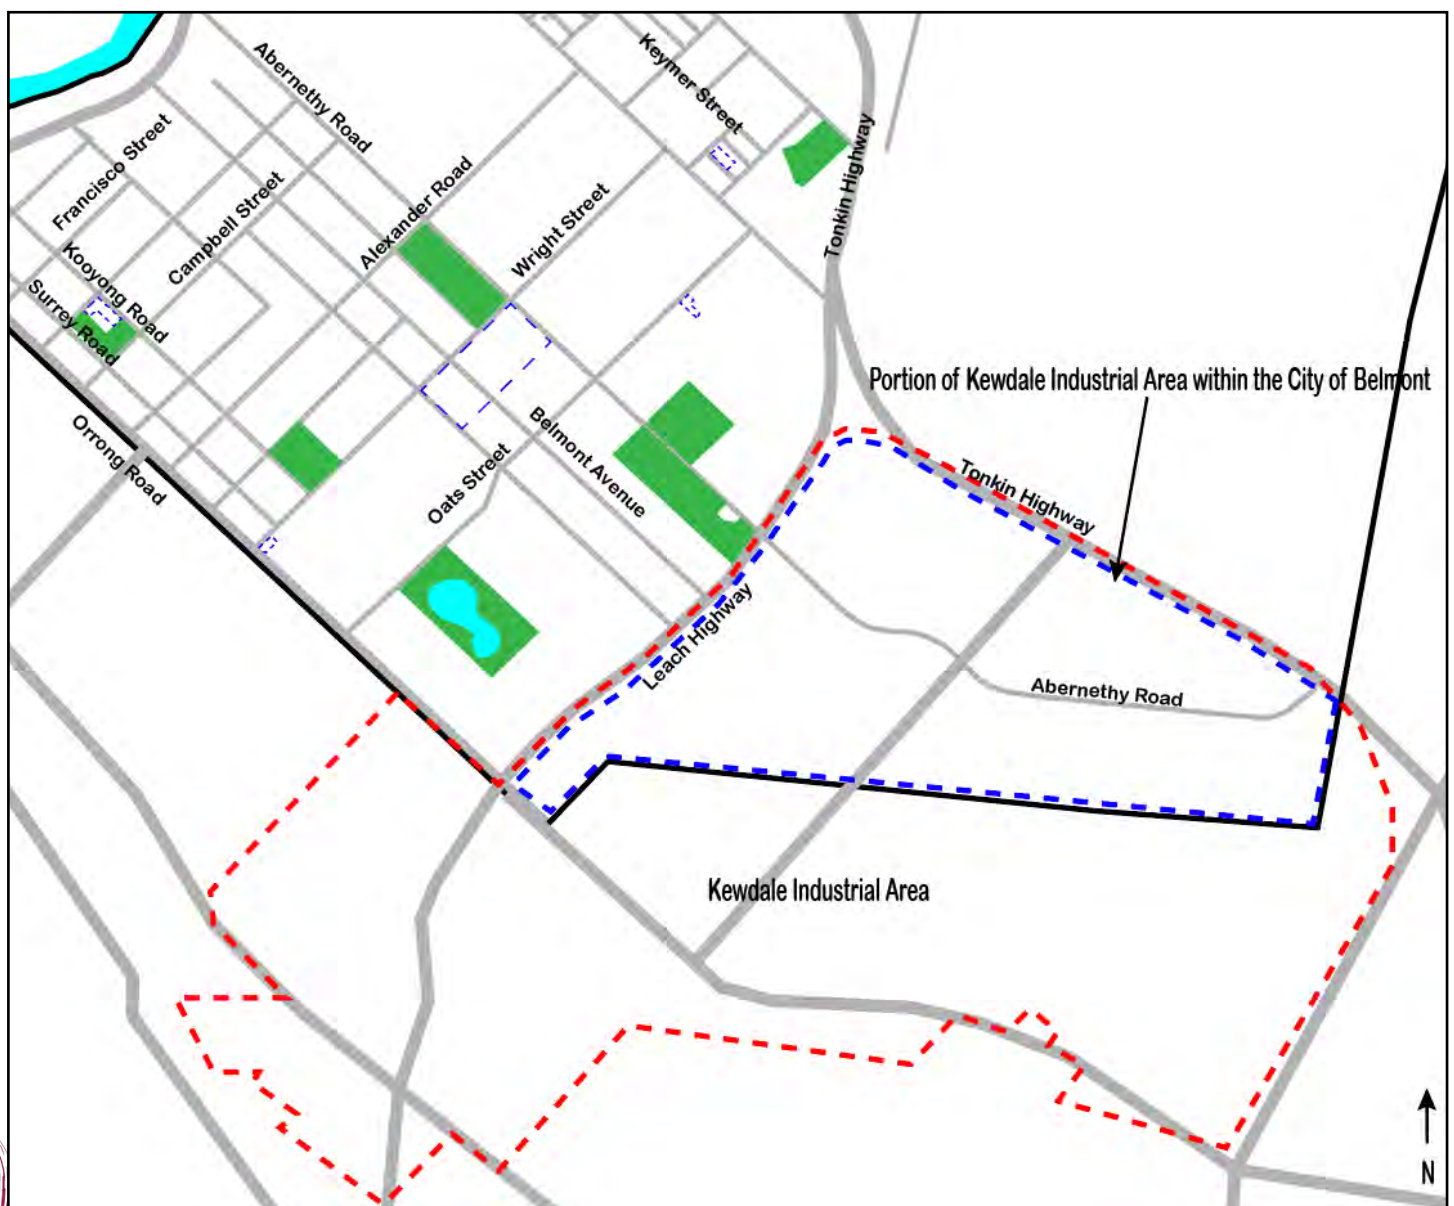 Abernethy Road
Keymer Street
Francisco Street
Tonkin Highway
Campbell Street
Alexander Road
Wright Street
Kooyong Road
Surrey Road
Portion of Kewdale Industrial Area within the City of Belmont
Orrong Road
Belmont Avenue
Oats Street
Tonkin Highway
Leach Highway
Abernethy Road
Kewdale Industrial Area
N